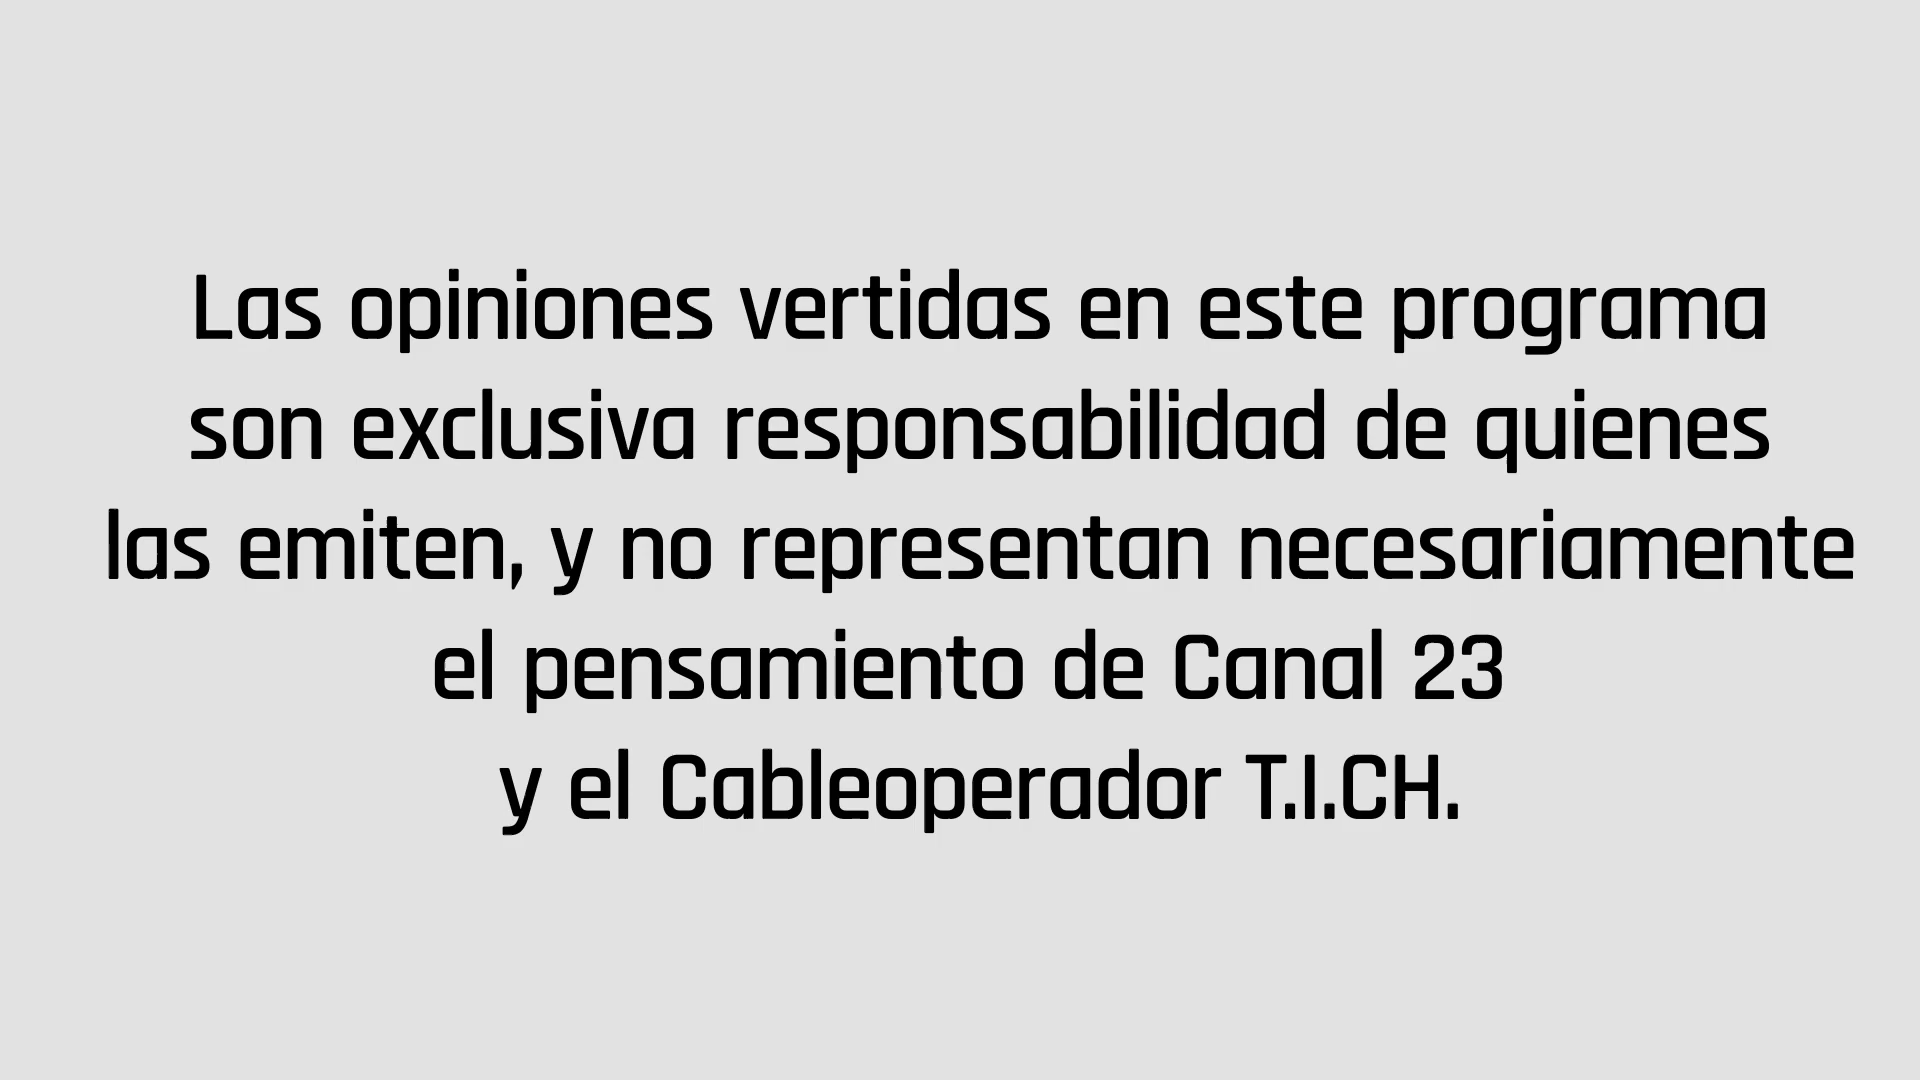 Las opiniones vertidas en este programa
son exclusiva responsabilidad de quienes
las emiten, y no representan necesariamente
el pensamiento de Canal 23
y el Cableoperador T.I.CH.